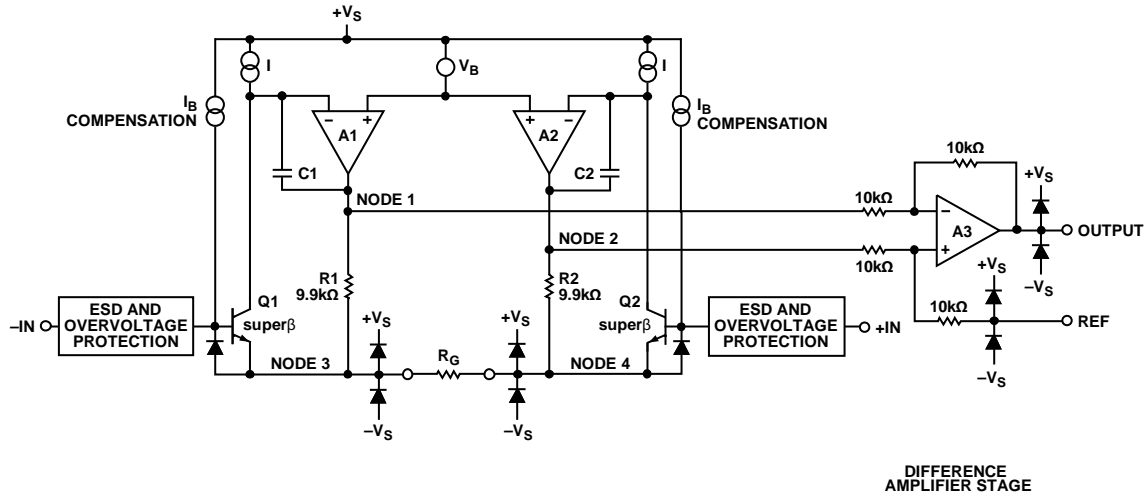 +VS
I
VB
I
IB
COMPENSATION
IB
COMPENSATION
− +
A1
+ −
A2
C1
C2
NODE 1
NODE 2
10kΩ
10kΩ
−
A3
+
+VS
OUTPUT
−VS
10kΩ
10kΩ
+VS
REF
−VS
R1
9.9kΩ
R2
9.9kΩ
Q1
superβ
Q2
superβ
−IN
ESD AND
OVERVOLTAGE
PROTECTION
ESD AND
OVERVOLTAGE
PROTECTION
+IN
+VS
+VS
NODE 3
RG
NODE 4
−VS
−VS
DIFFERENCE
AMPLIFIER STAGE